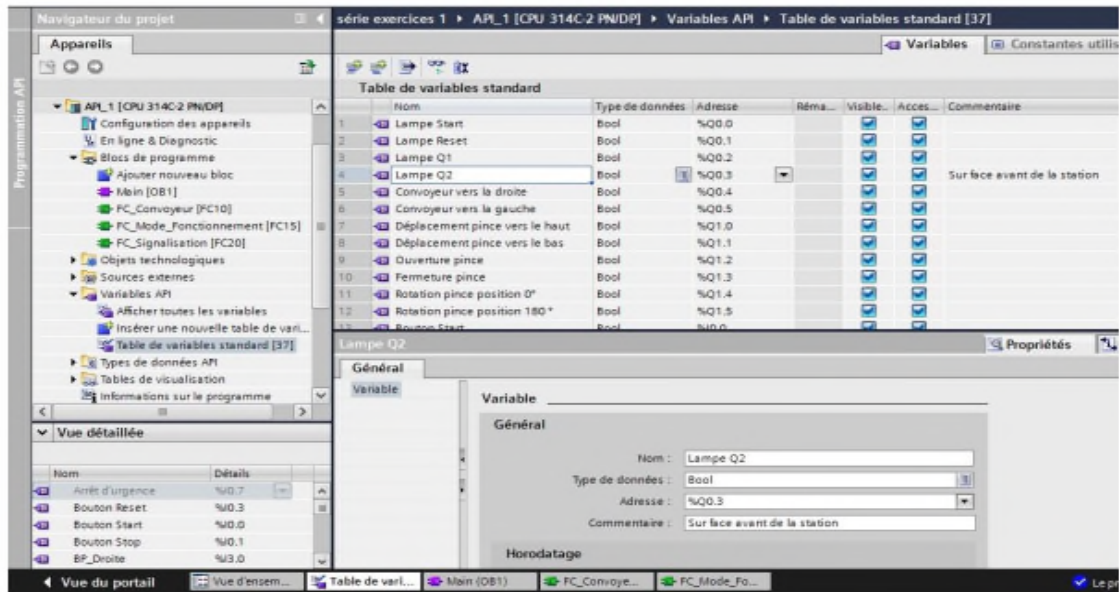 Navigateur du projet
série exercices 1 ▸ API_1 [CPU 314C-2 PN/DP] ▸ Variables API ▸ Table de variables standard [37]
Appareils
Variables
Constantes utilis
Programmation API
Table de variables standard
Nom Type de données Adresse Réma... Visible.. Acces... Commentaire
1 Lampe Start Bool %Q0.0
2 Lampe Reset Bool %Q0.1
3 Lampe Q1 Bool %Q0.2
4 Lampe Q2 Bool %Q0.3 Sur face avant de la station
5 Convoyeur vers la droite Bool %Q0.4
6 Convoyeur vers la gauche Bool %Q0.5
7 Déplacement pince vers le haut Bool %Q1.0
8 Déplacement pince vers le bas Bool %Q1.1
9 Ouverture pince Bool %Q1.2
10 Fermeture pince Bool %Q1.3
11 Rotation pince position 0° Bool %Q1.4
12 Rotation pince position 180° Bool %Q1.5
13 Bouton Start Bool %I0.0
API_1 [CPU 314C-2 PN/DP]
Configuration des appareils
En ligne & Diagnostic
Blocs de programme
Ajouter nouveau bloc
Main [OB1]
FC_Convoyeur [FC10]
FC_Mode_Fonctionnement [FC15]
FC_Signalisation [FC20]
Objets technologiques
Sources externes
Variables API
Afficher toutes les variables
Insérer une nouvelle table de vari...
Table de variables standard [37]
Types de données API
Tables de visualisation
Informations sur le programme
Lampe Q2
Propriétés
Général
Variable
Variable
Général
Nom : Lampe Q2
Type de données : Bool
Adresse : %Q0.3
Commentaire : Sur face avant de la station
Horodatage
Vue détaillée
Nom Détails
Arrêt d'urgence %I0.7
Bouton Reset %I0.3
Bouton Start %I0.0
Bouton Stop %I0.1
BP_Droite %I3.0
Vue du portail
Vue d'ensem...
Table de vari...
Main (OB1)
FC_Convoye...
FC_Mode_Fo...
Le pr